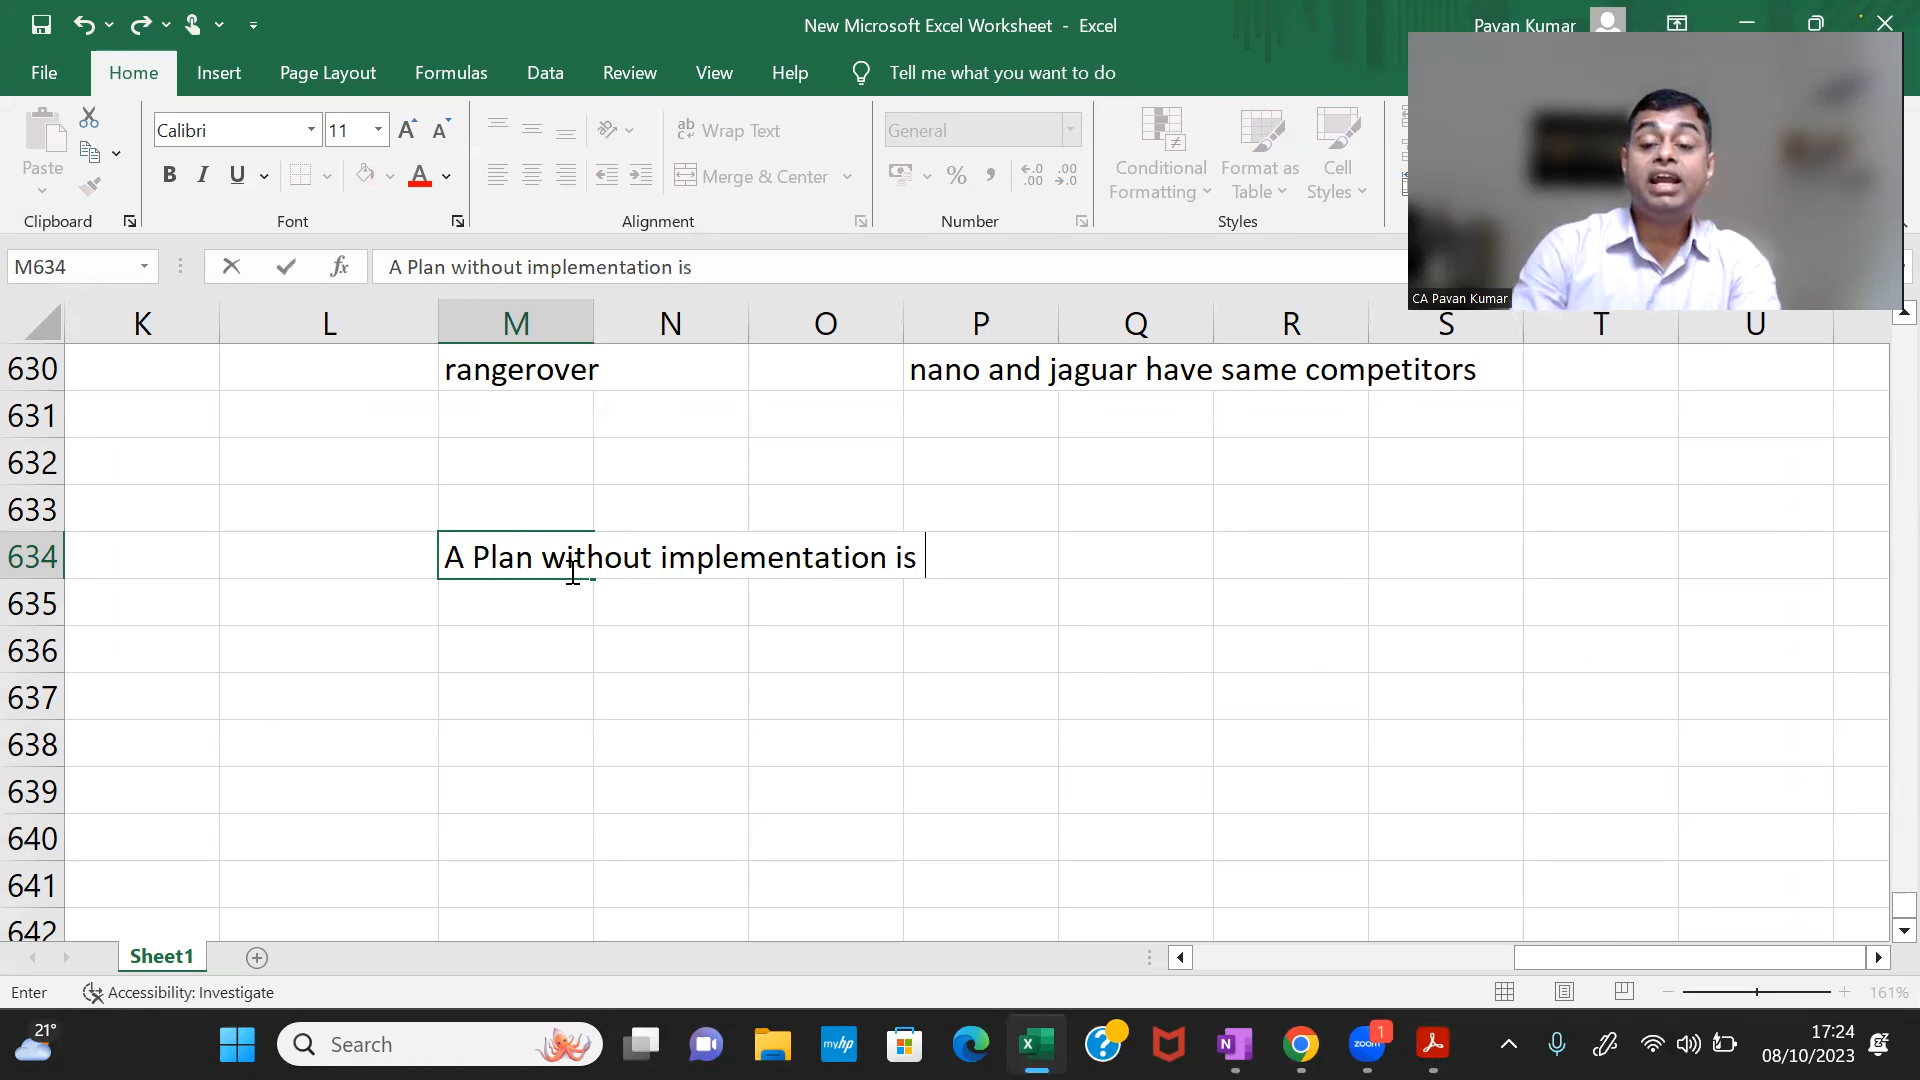 New Microsoft Excel Worksheet - Excel
Pavan Kumar
File Home Insert Page Layout Formulas Data Review View Help Tell me what you want to do
Paste
Calibri 11
Wrap Text
Merge & Center
General
Conditional Formatting
Format as Table
Cell Styles
Clipboard Font Alignment Number Styles
M634 A Plan without implementation is
CA Pavan Kumar
K L M N O P Q R S T U
630 rangerover nano and jaguar have same competitors
631
632
633
634 A Plan without implementation is
635
636
637
638
639
640
641
642
Sheet1
Enter Accessibility: Investigate 161%
21° Search myhp zoom 1 17:24
08/10/2023